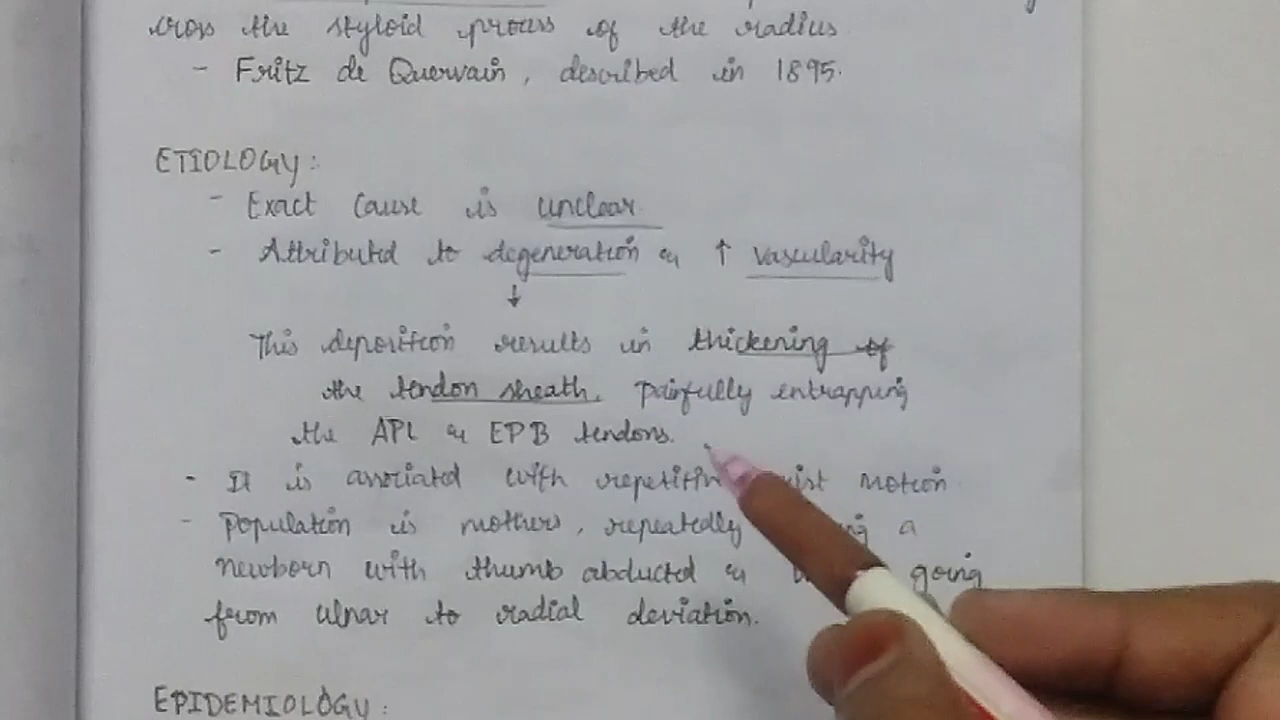 cross the styloid process of the radius
- Fritz de Quervain, described in 1895.
ETIOLOGY:
- Exact cause is unclear.
- Attributed to degeneration & ↑ vascularity
↓
This deposition results in thickening of
the tendon sheath, painfully entrapping
the APL & EPB tendons.
- It is associated with motion
- Population is mothers, repeatedly a
newborn with thumb abducted & going
from ulnar to radial deviation.
EPIDEMIOLOGY: